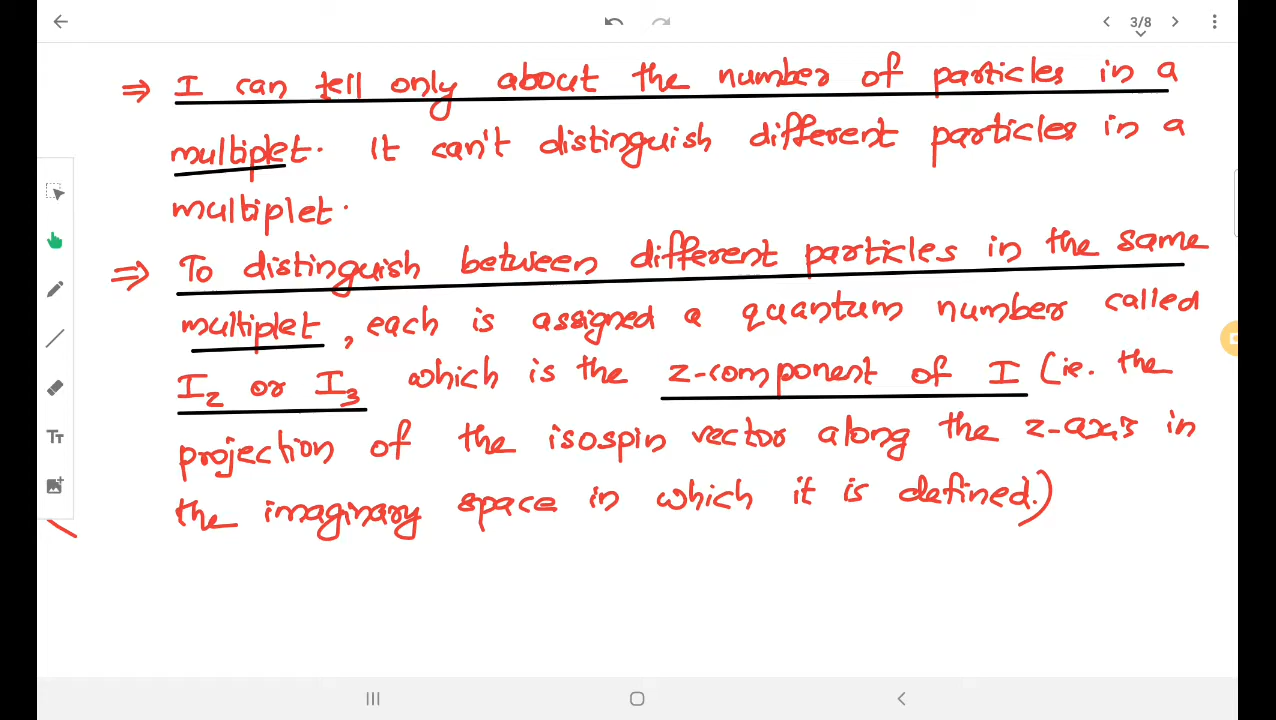 3/8
⇒ I can tell only about the number of particles in a
multiplet. It can't distinguish different particles in a
multiplet.
⇒ To distinguish between different particles in the same
multiplet, each is assigned a quantum number called
Iz or I3 which is the z-component of I (ie. the
projection of the isospin vector along the z-axis in
the imaginary space in which it is defined.)
Tт